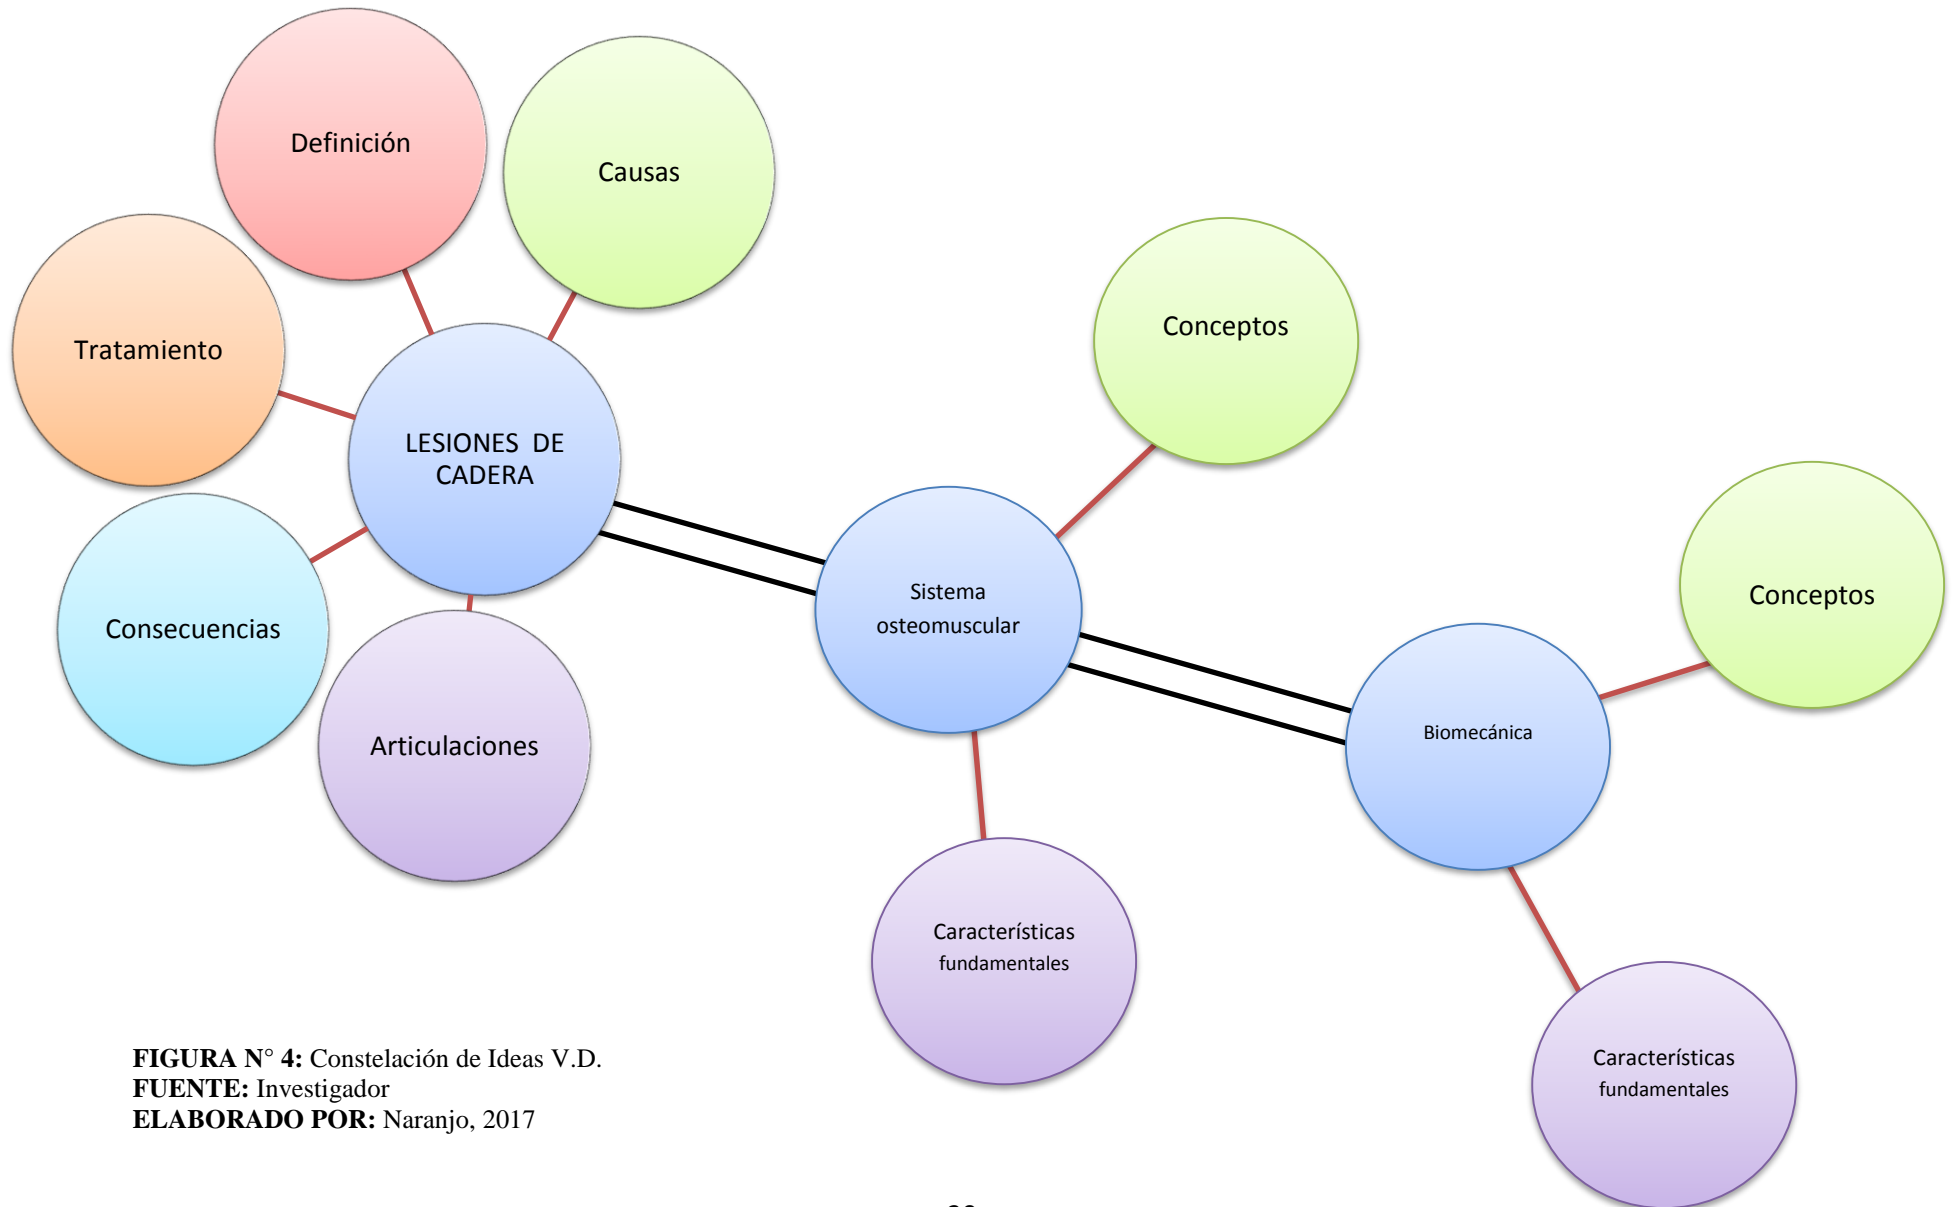 Definición
Causas
Tratamiento
LESIONES DE
CADERA
Consecuencias
Articulaciones
Conceptos
Sistema
osteomuscular
Características
fundamentales
Conceptos
Biomecánica
Características
fundamentales
FIGURA N° 4: Constelación de Ideas V.D.
FUENTE: Investigador
ELABORADO POR: Naranjo, 2017